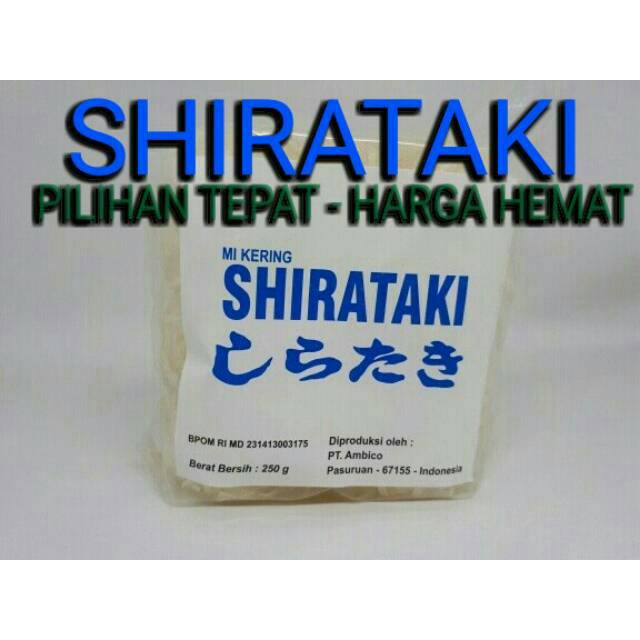 SHIRATAKI
PILIHAN TEPAT - HARGA HEMAT
MI KERING
SHIRATAKI
しらたき
BPOM RI MD 231413003175
Berat Bersih : 250 g
Diproduksi oleh :
PT. Ambico
Pasuruan - 67155 - Indonesia